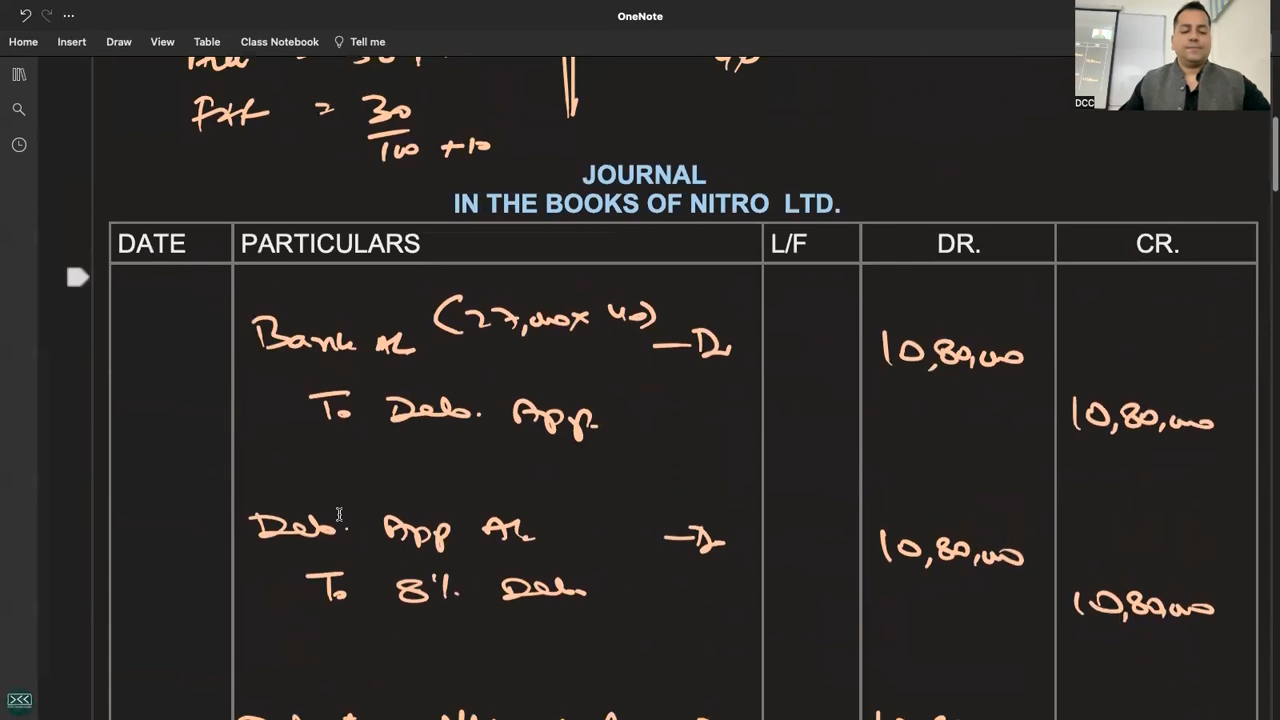 OneNote
Home Insert Draw View Table Class Notebook Tell me
DCC
= 30
100 +10
JOURNAL
IN THE BOOKS OF NITRO LTD.
DATE PARTICULARS L/F DR. CR.
Bank A/c (27,000x 40) —Dr 10,80,000
To Deb. App. 10,80,000
Deb. App A/c —Dr 10,80,000
To 8% Deb 10,80,000